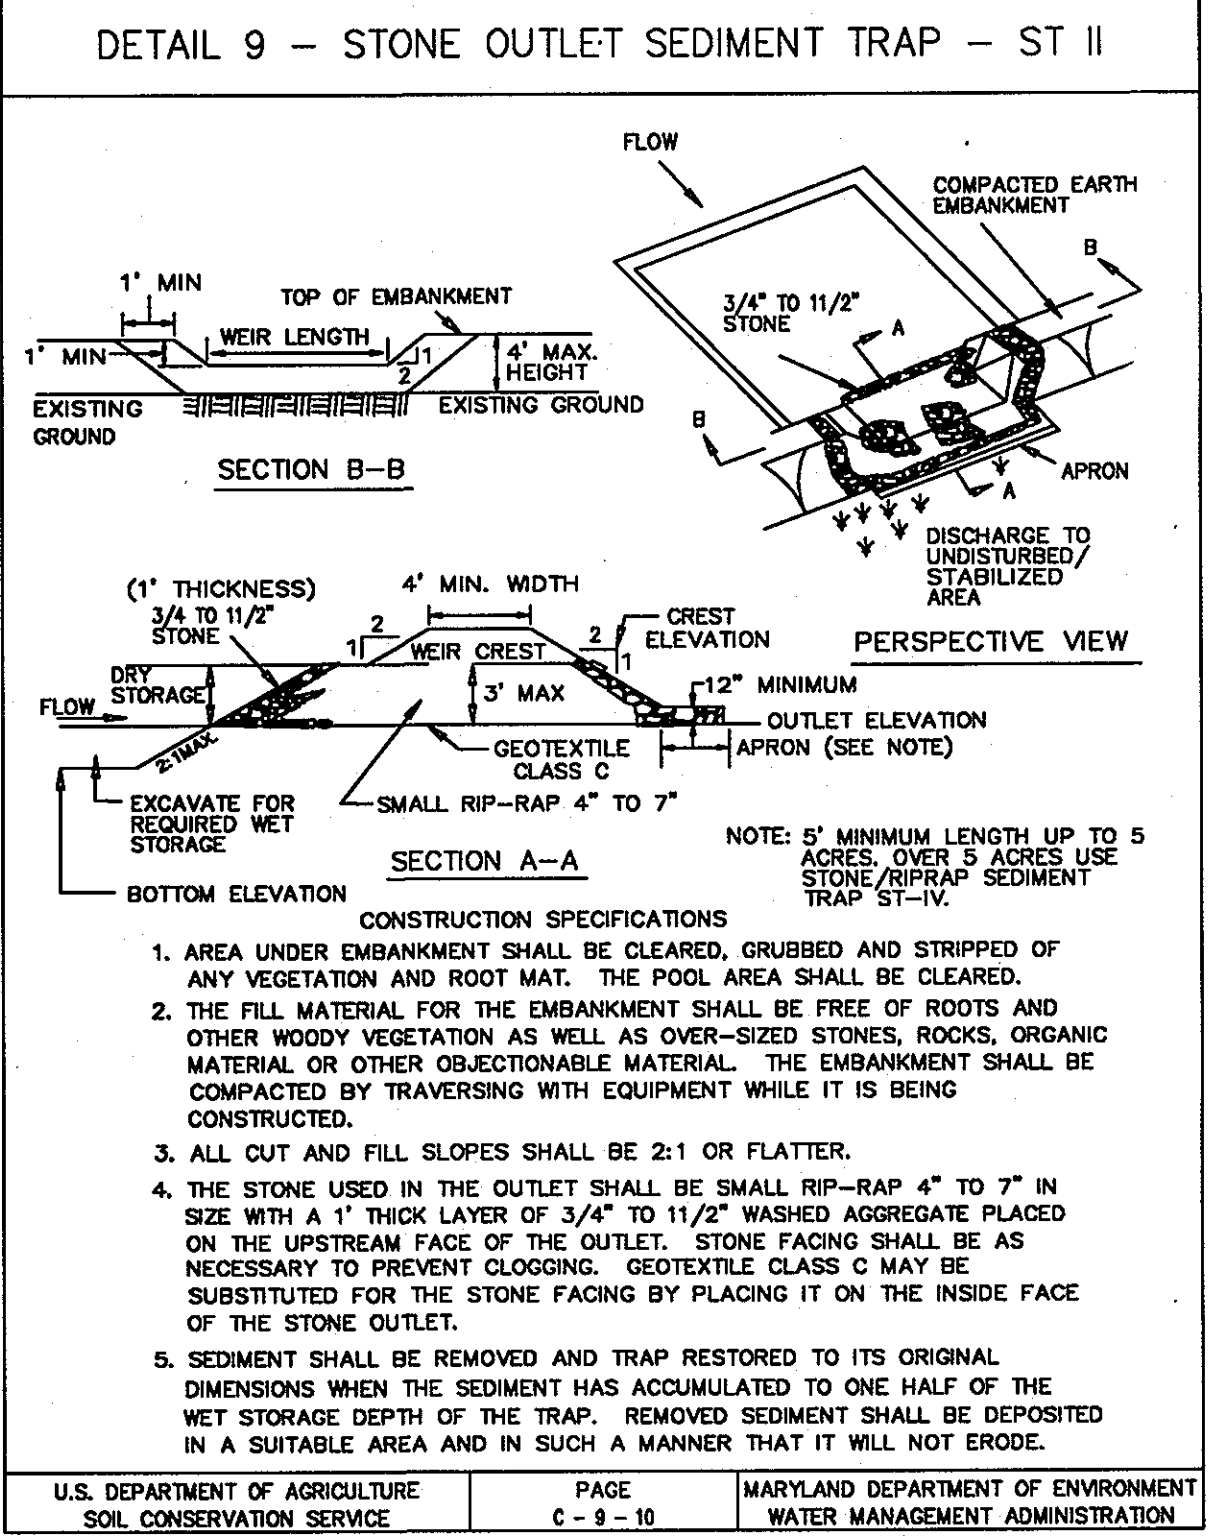 DETAIL 9 – STONE OUTLET SEDIMENT TRAP – ST II
FLOW
COMPACTED EARTH
EMBANKMENT
B
3/4" TO 11/2"
STONE
A
B
A
APRON
DISCHARGE TO
UNDISTURBED/
STABILIZED
AREA
PERSPECTIVE VIEW
1' MIN
TOP OF EMBANKMENT
WEIR LENGTH
1' MIN
1
2
4' MAX.
HEIGHT
EXISTING
GROUND
EXISTING GROUND
SECTION B–B
(1' THICKNESS)
3/4 TO 11/2"
STONE
4' MIN. WIDTH
2
1
WEIR CREST
2
1
CREST
ELEVATION
DRY
STORAGE
FLOW
3' MAX
12" MINIMUM
OUTLET ELEVATION
APRON (SEE NOTE)
2:1MAX.
GEOTEXTILE
CLASS C
EXCAVATE FOR
REQUIRED WET
STORAGE
SMALL RIP–RAP 4" TO 7"
BOTTOM ELEVATION
SECTION A–A
NOTE: 5' MINIMUM LENGTH UP TO 5
ACRES. OVER 5 ACRES USE
STONE/RIPRAP SEDIMENT
TRAP ST–IV.
CONSTRUCTION SPECIFICATIONS
1. AREA UNDER EMBANKMENT SHALL BE CLEARED, GRUBBED AND STRIPPED OF
ANY VEGETATION AND ROOT MAT. THE POOL AREA SHALL BE CLEARED.
2. THE FILL MATERIAL FOR THE EMBANKMENT SHALL BE FREE OF ROOTS AND
OTHER WOODY VEGETATION AS WELL AS OVER–SIZED STONES, ROCKS, ORGANIC
MATERIAL OR OTHER OBJECTIONABLE MATERIAL. THE EMBANKMENT SHALL BE
COMPACTED BY TRAVERSING WITH EQUIPMENT WHILE IT IS BEING
CONSTRUCTED.
3. ALL CUT AND FILL SLOPES SHALL BE 2:1 OR FLATTER.
4. THE STONE USED IN THE OUTLET SHALL BE SMALL RIP–RAP 4" TO 7" IN
SIZE WITH A 1' THICK LAYER OF 3/4" TO 11/2" WASHED AGGREGATE PLACED
ON THE UPSTREAM FACE OF THE OUTLET. STONE FACING SHALL BE AS
NECESSARY TO PREVENT CLOGGING. GEOTEXTILE CLASS C MAY BE
SUBSTITUTED FOR THE STONE FACING BY PLACING IT ON THE INSIDE FACE
OF THE STONE OUTLET.
5. SEDIMENT SHALL BE REMOVED AND TRAP RESTORED TO ITS ORIGINAL
DIMENSIONS WHEN THE SEDIMENT HAS ACCUMULATED TO ONE HALF OF THE
WET STORAGE DEPTH OF THE TRAP. REMOVED SEDIMENT SHALL BE DEPOSITED
IN A SUITABLE AREA AND IN SUCH A MANNER THAT IT WILL NOT ERODE.
U.S. DEPARTMENT OF AGRICULTURE
SOIL CONSERVATION SERVICE
PAGE
C – 9 – 10
MARYLAND DEPARTMENT OF ENVIRONMENT
WATER MANAGEMENT ADMINISTRATION